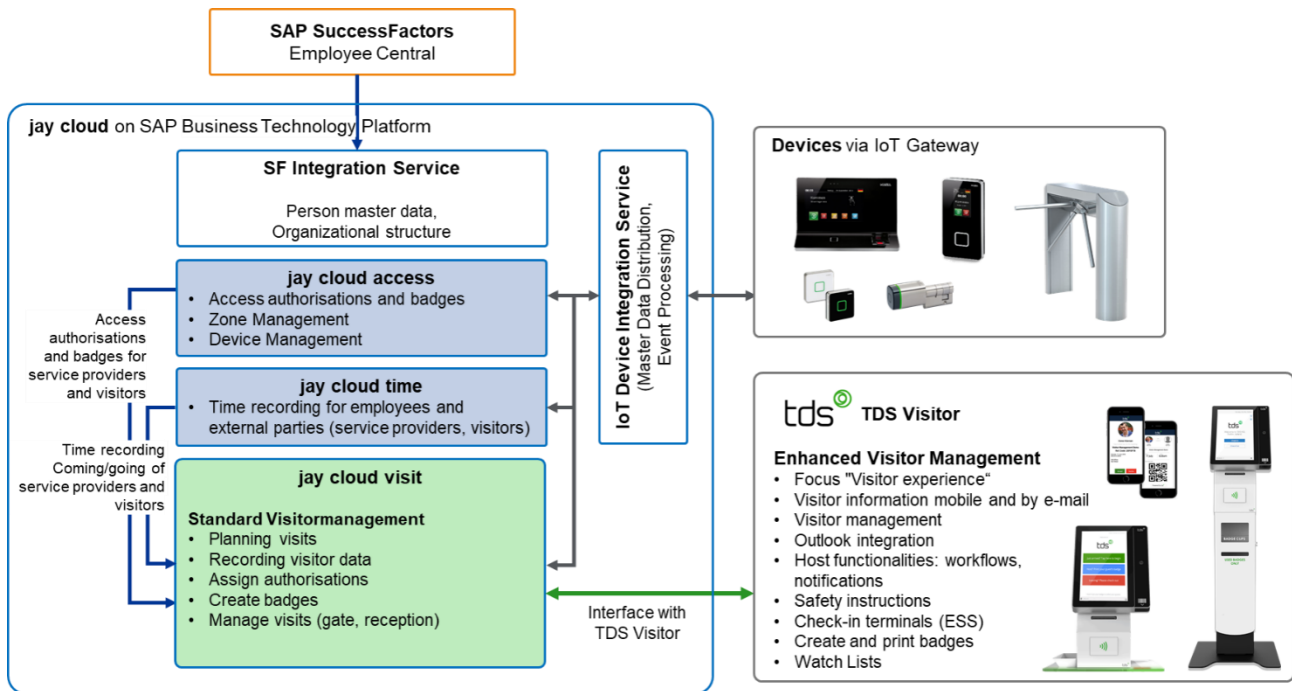 SAP SuccessFactors
Employee Central
jay cloud on SAP Business Technology Platform
SF Integration Service
Person master data,
Organizational structure
jay cloud access
• Access authorisations and badges
• Zone Management
• Device Management
Access
authorisations
and badges for
service providers
and visitors
jay cloud time
• Time recording for employees and
external parties (service providers, visitors)
Time recording
Coming/going of
service providers and
visitors
jay cloud visit
Standard Visitormanagement
• Planning visits
• Recording visitor data
• Assign authorisations
• Create badges
• Manage visits (gate, reception)
IoT Device Integration Service
(Master Data Distribution,
Event Processing)
Interface with
TDS Visitor
Devices via IoT Gateway
tds TDS Visitor
Enhanced Visitor Management
• Focus "Visitor experience“
• Visitor information mobile and by e-mail
• Visitor management
• Outlook integration
• Host functionalities: workflows,
notifications
• Safety instructions
• Check-in terminals (ESS)
• Create and print badges
• Watch Lists
tds
tds